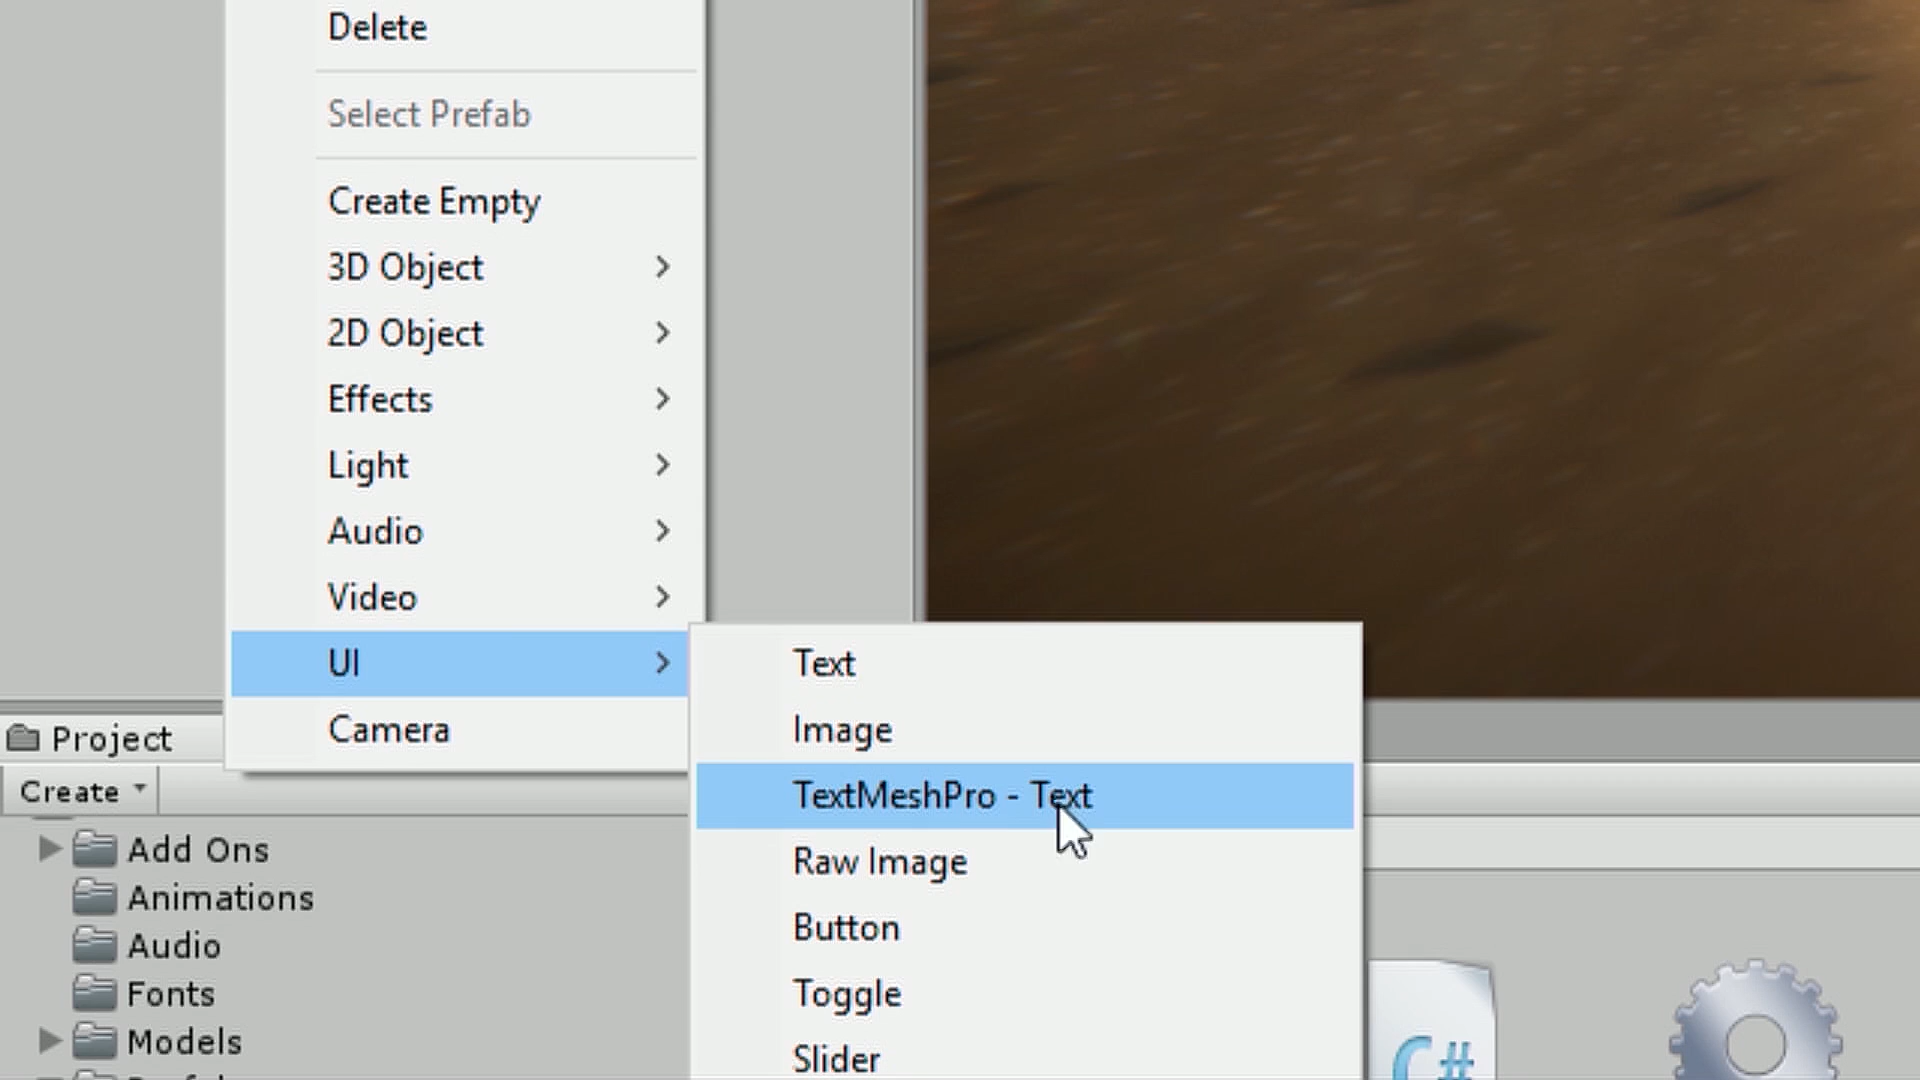 Delete
Select Prefab
Create Empty
3D Object
2D Object
Effects
Light
Audio
Video
UI
Camera
Text
Image
TextMeshPro - Text
Raw Image
Button
Toggle
Slider
Project
Create
Add Ons
Animations
Audio
Fonts
Models
C#